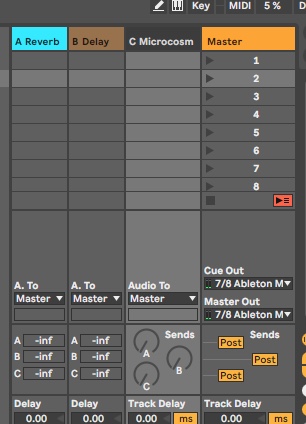 Key MIDI 5 % D
A Reverb B Delay C Microcosm Master
1
2
3
4
5
6
7
8
A. To A. To Audio To Cue Out
7/8 Ableton M
Master Master Master Out
7/8 Ableton M
A -inf A -inf Sends Sends
Post
B -inf B -inf A B Post
C -inf C -inf C Post
Delay Delay Track Delay Track Delay
0.00 0.00 0.00 ms 0.00 ms